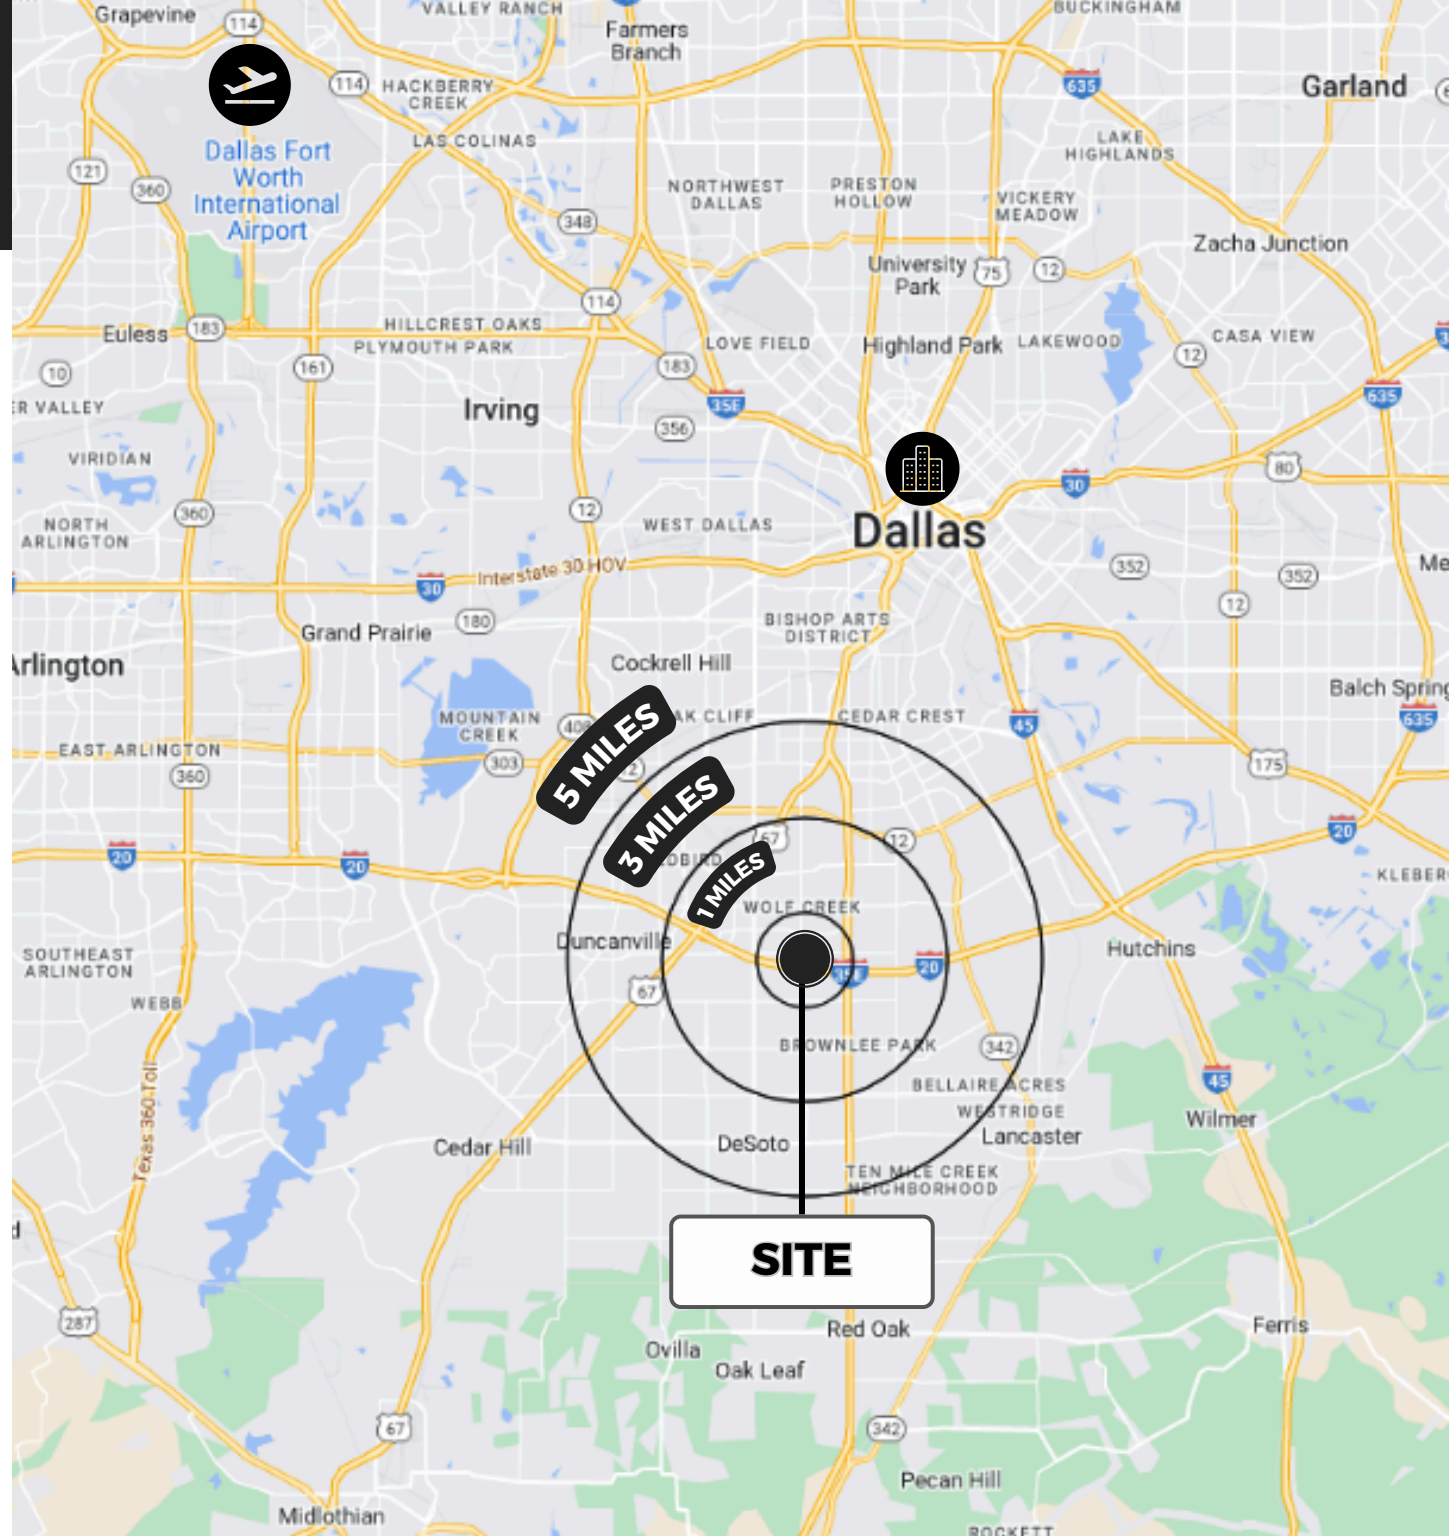 Grapevine
114
VALLEY RANCH
Farmers
Branch
BUCKINGHAM
635
Garland
114
HACKBERRY
CREEK
LAS COLINAS
LAKE
HIGHLANDS
Dallas Fort
Worth
International
Airport
121
360
NORTHWEST
DALLAS
PRESTON
HOLLOW
VICKERY
MEADOW
348
Zacha Junction
University
Park
75
12
114
Euless
183
HILLCREST OAKS
PLYMOUTH PARK
LOVE FIELD
Highland Park
LAKEWOOD
CASA VIEW
12
10
161
183
35E
635
ER VALLEY
Irving
356
VIRIDIAN
80
30
360
12
NORTH
ARLINGTON
WEST DALLAS
Dallas
Interstate 30 HOV
352
352
Me
30
12
180
Grand Prairie
BISHOP ARTS
DISTRICT
Arlington
Cockrell Hill
Balch Spring
MOUNTAIN
CREEK
408
AK CLIFF
CEDAR CREST
45
635
5 MILES
EAST ARLINGTON
303
12
175
360
3 MILES
67
12
20
20
20
DBIRD
1 MILES
KLEBER
WOLF CREEK
Duncanville
Hutchins
SOUTHEAST
ARLINGTON
35E
20
WEBB
67
BROWNLEE PARK
342
Texas 360 Toll
BELLAIRE ACRES
45
WESTRIDGE
Lancaster
Wilmer
Cedar Hill
DeSoto
TEN MILE CREEK
NEIGHBORHOOD
SITE
287
Red Oak
Ferris
Ovilla
Oak Leaf
67
342
Pecan Hill
Midlothian
ROCKETT